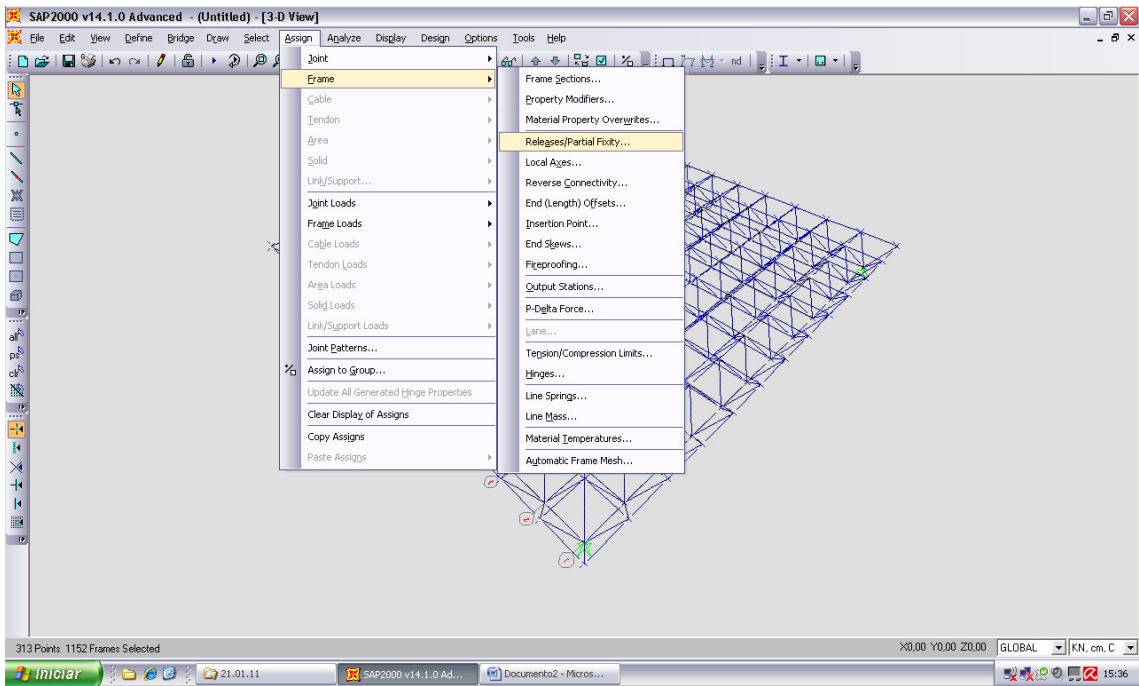 SAP2000 v14.1.0 Advanced - (Untitled) - [3-D View]
File Edit View Define Bridge Draw Select Assign Analyze Display Design Options Tools Help
nd
Joint
Frame
Cable
Tendon
Area
Solid
Link/Support...
Joint Loads
Frame Loads
Cable Loads
Tendon Loads
Area Loads
Solid Loads
Link/Support Loads
Joint Patterns...
Assign to Group...
Update All Generated Hinge Properties
Clear Display of Assigns
Copy Assigns
Paste Assigns
Frame Sections...
Property Modifiers...
Material Property Overwrites...
Releases/Partial Fixity...
Local Axes...
Reverse Connectivity...
End (Length) Offsets...
Insertion Point...
End Skews...
Fireproofing...
Output Stations...
P-Delta Force...
Lane...
Tension/Compression Limits...
Hinges...
Line Springs...
Line Mass...
Material Temperatures...
Automatic Frame Mesh...
all
ps
clr
313 Points 1152 Frames Selected
X0,00 Y0,00 Z0,00 GLOBAL KN, cm, C
Iniciar 21.01.11 SAP2000 v14.1.0 Ad... Documento2 - Micros... 15:36